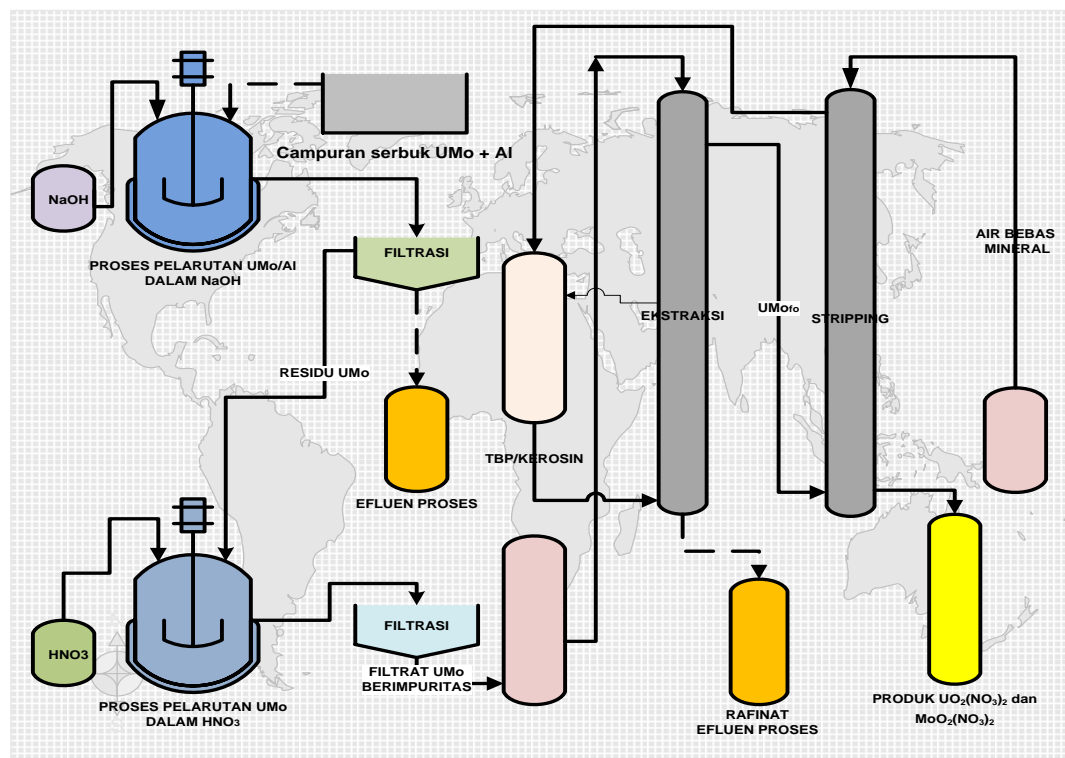 Campuran serbuk UMo + Al
NaOH
PROSES PELARUTAN UMo/Al
DALAM NaOH
FILTRASI
AIR BEBAS
MINERAL
EKSTRAKSI
UMofo
STRIPPING
RESIDU UMo
TBP/KEROSIN
EFLUEN PROSES
HNO3
FILTRASI
FILTRAT UMo
BERIMPURITAS
PROSES PELARUTAN UMo
DALAM HNO₃
RAFINAT
EFLUEN PROSES
PRODUK UO₂(NO₃)₂ dan
MoO₂(NO₃)₂